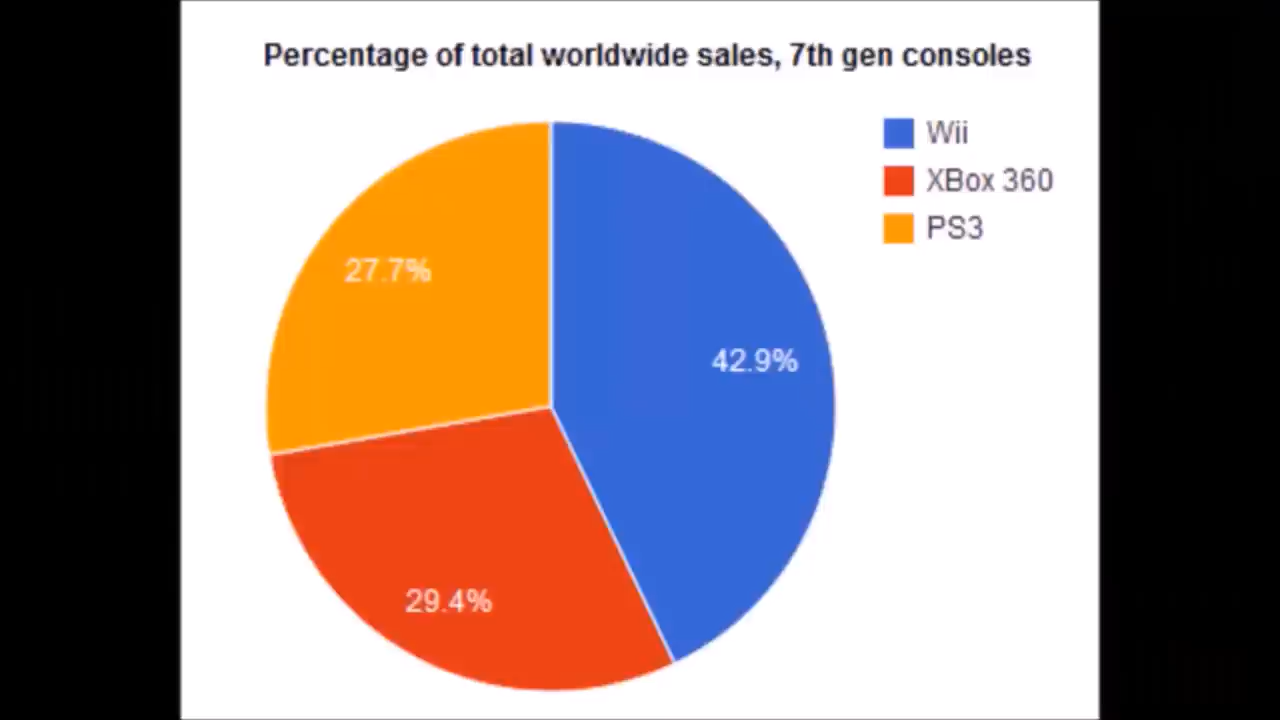 Percentage of total worldwide sales, 7th gen consoles
Wii
XBox 360
PS3
27.7%
42.9%
29.4%